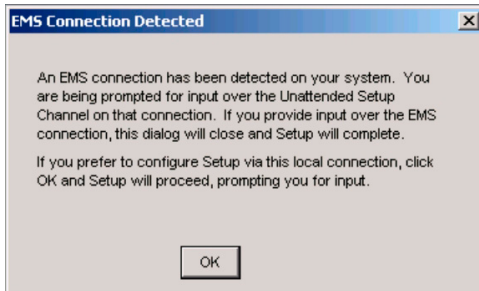 EMS Connection Detected
An EMS connection has been detected on your system. You
are being prompted for input over the Unattended Setup
Channel on that connection. If you provide input over the EMS
connection, this dialog will close and Setup will complete.
If you prefer to configure Setup via this local connection, click
OK and Setup will proceed, prompting you for input.
OK